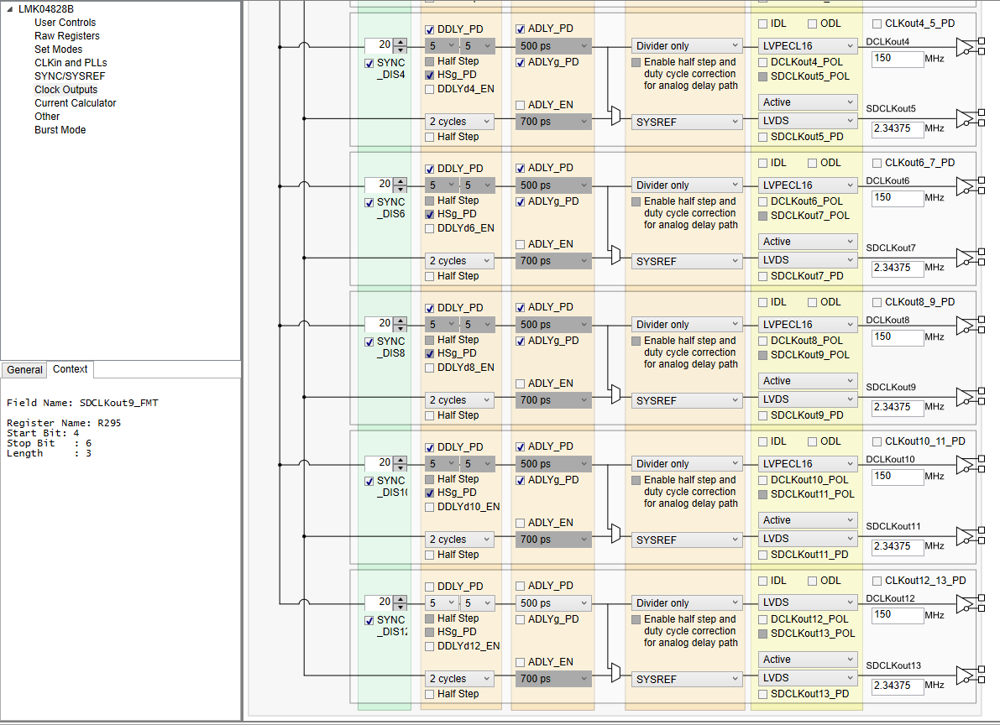 LMK04828B
User Controls
Raw Registers
Set Modes
CLKin and PLLs
SYNC/SYSREF
Clock Outputs
Current Calculator
Other
Burst Mode
General Context
Field Name: SDCLKout9_FMT
Register Name: R295
Start Bit: 4
Stop Bit : 6
Length : 3
DDLY_PD ADLY_PD IDL ODL CLKout4_5_PD
20 5 5 500 ps Divider only LVPECL16 DCLKout4
150 MHz
SYNC Half Step ADLYg_PD Enable half step and DCLKout4_POL
_DIS4 HSg_PD duty cycle correction SDCLKout5_POL
DDLYd4_EN for analog delay path
ADLY_EN Active SDCLKout5
2 cycles 700 ps SYSREF LVDS 2.34375 MHz
Half Step SDCLKout5_PD
DDLY_PD ADLY_PD IDL ODL CLKout6_7_PD
20 5 5 500 ps Divider only LVPECL16 DCLKout6
150 MHz
SYNC Half Step ADLYg_PD Enable half step and DCLKout6_POL
_DIS6 HSg_PD duty cycle correction SDCLKout7_POL
DDLYd6_EN for analog delay path
ADLY_EN Active SDCLKout7
2 cycles 700 ps SYSREF LVDS 2.34375 MHz
Half Step SDCLKout7_PD
DDLY_PD ADLY_PD IDL ODL CLKout8_9_PD
20 5 5 500 ps Divider only LVPECL16 DCLKout8
150 MHz
SYNC Half Step ADLYg_PD Enable half step and DCLKout8_POL
_DIS8 HSg_PD duty cycle correction SDCLKout9_POL
DDLYd8_EN for analog delay path
ADLY_EN Active SDCLKout9
2 cycles 700 ps SYSREF LVDS 2.34375 MHz
Half Step SDCLKout9_PD
DDLY_PD ADLY_PD IDL ODL CLKout10_11_PD
20 5 5 500 ps Divider only LVPECL16 DCLKout10
150 MHz
SYNC Half Step ADLYg_PD Enable half step and DCLKout10_POL
_DIS10 HSg_PD duty cycle correction SDCLKout11_POL
DDLYd10_EN for analog delay path
ADLY_EN Active SDCLKout11
2 cycles 700 ps SYSREF LVDS 2.34375 MHz
Half Step SDCLKout11_PD
DDLY_PD ADLY_PD IDL ODL CLKout12_13_PD
20 5 5 500 ps Divider only LVDS DCLKout12
150 MHz
SYNC Half Step ADLYg_PD Enable half step and DCLKout12_POL
_DIS12 HSg_PD duty cycle correction SDCLKout13_POL
DDLYd12_EN for analog delay path
ADLY_EN Active SDCLKout13
2 cycles 700 ps SYSREF LVDS 2.34375 MHz
Half Step SDCLKout13_PD